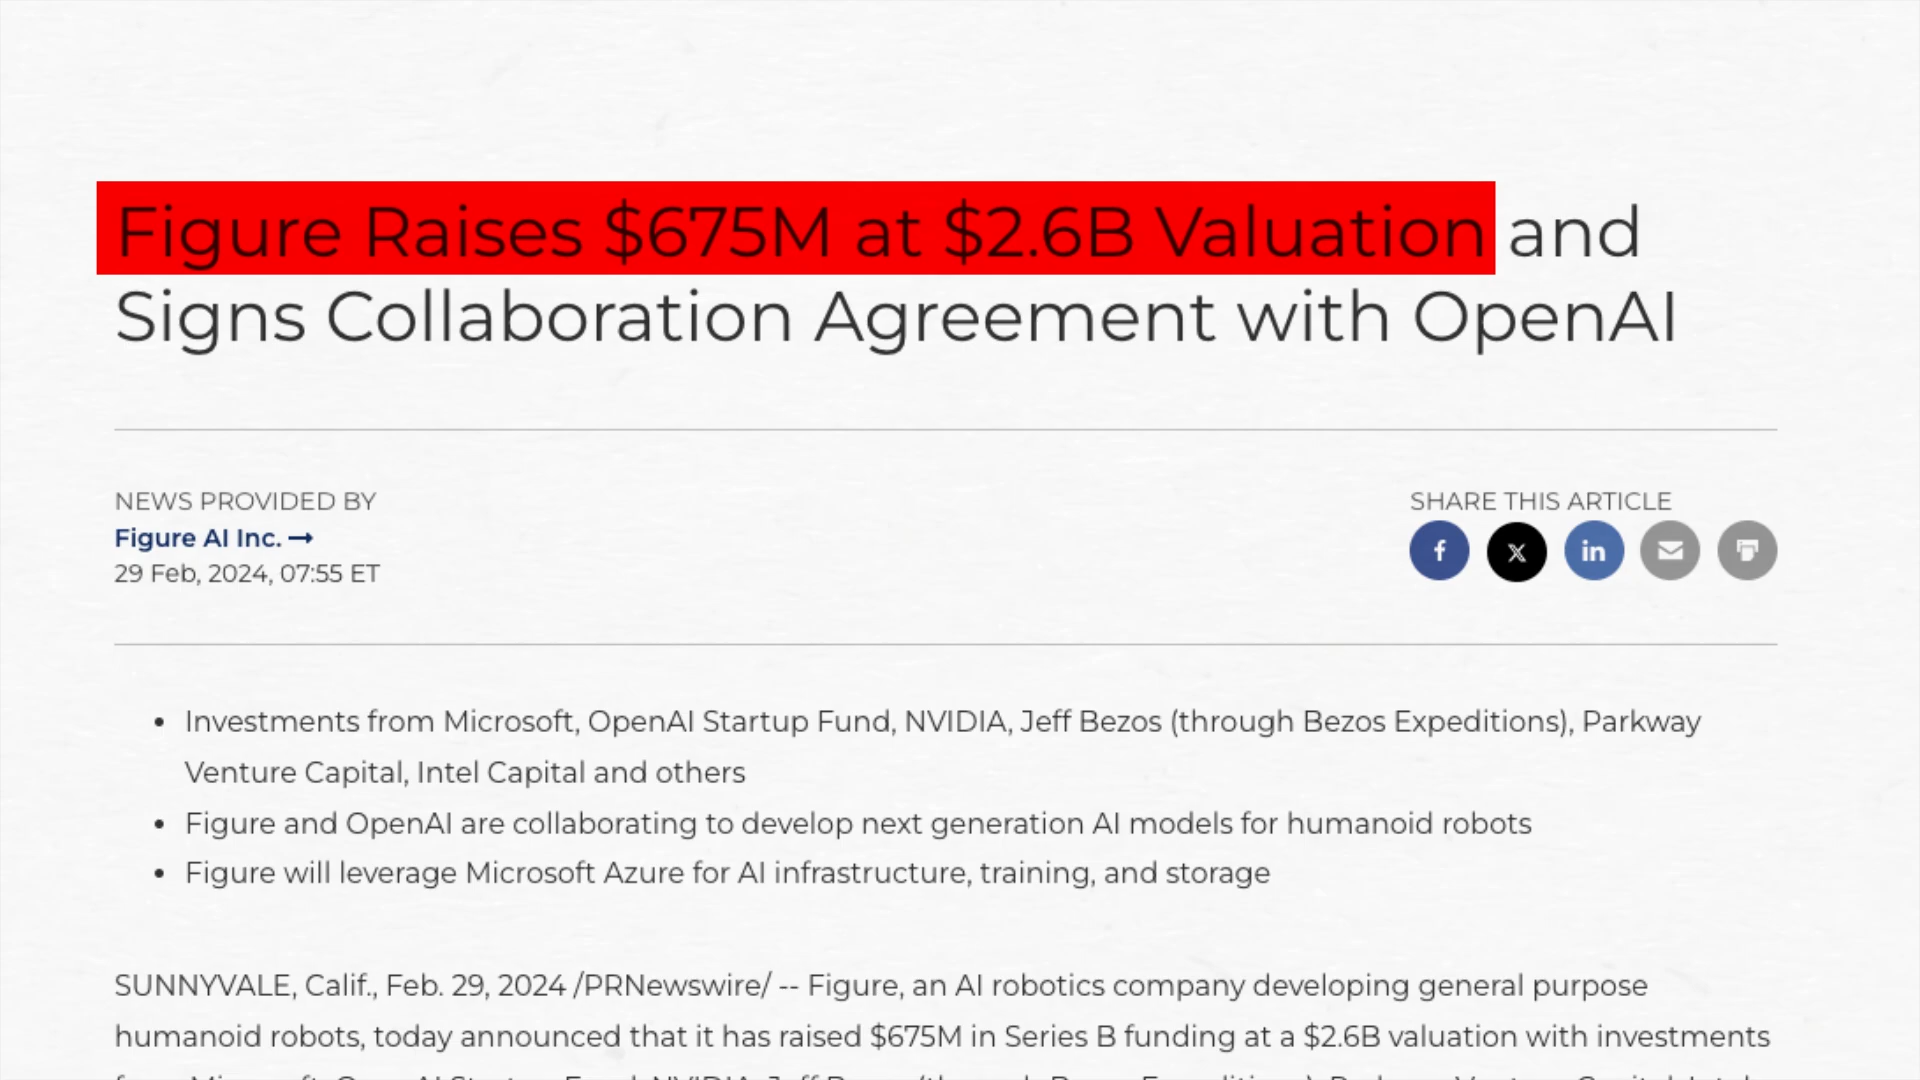 Figure Raises $675M at $2.6B Valuation and
Signs Collaboration Agreement with OpenAI
NEWS PROVIDED BY
Figure AI Inc. →
29 Feb, 2024, 07:55 ET
SHARE THIS ARTICLE
• Investments from Microsoft, OpenAI Startup Fund, NVIDIA, Jeff Bezos (through Bezos Expeditions), Parkway
Venture Capital, Intel Capital and others
• Figure and OpenAI are collaborating to develop next generation AI models for humanoid robots
• Figure will leverage Microsoft Azure for AI infrastructure, training, and storage
SUNNYVALE, Calif., Feb. 29, 2024 /PRNewswire/ -- Figure, an AI robotics company developing general purpose
humanoid robots, today announced that it has raised $675M in Series B funding at a $2.6B valuation with investments